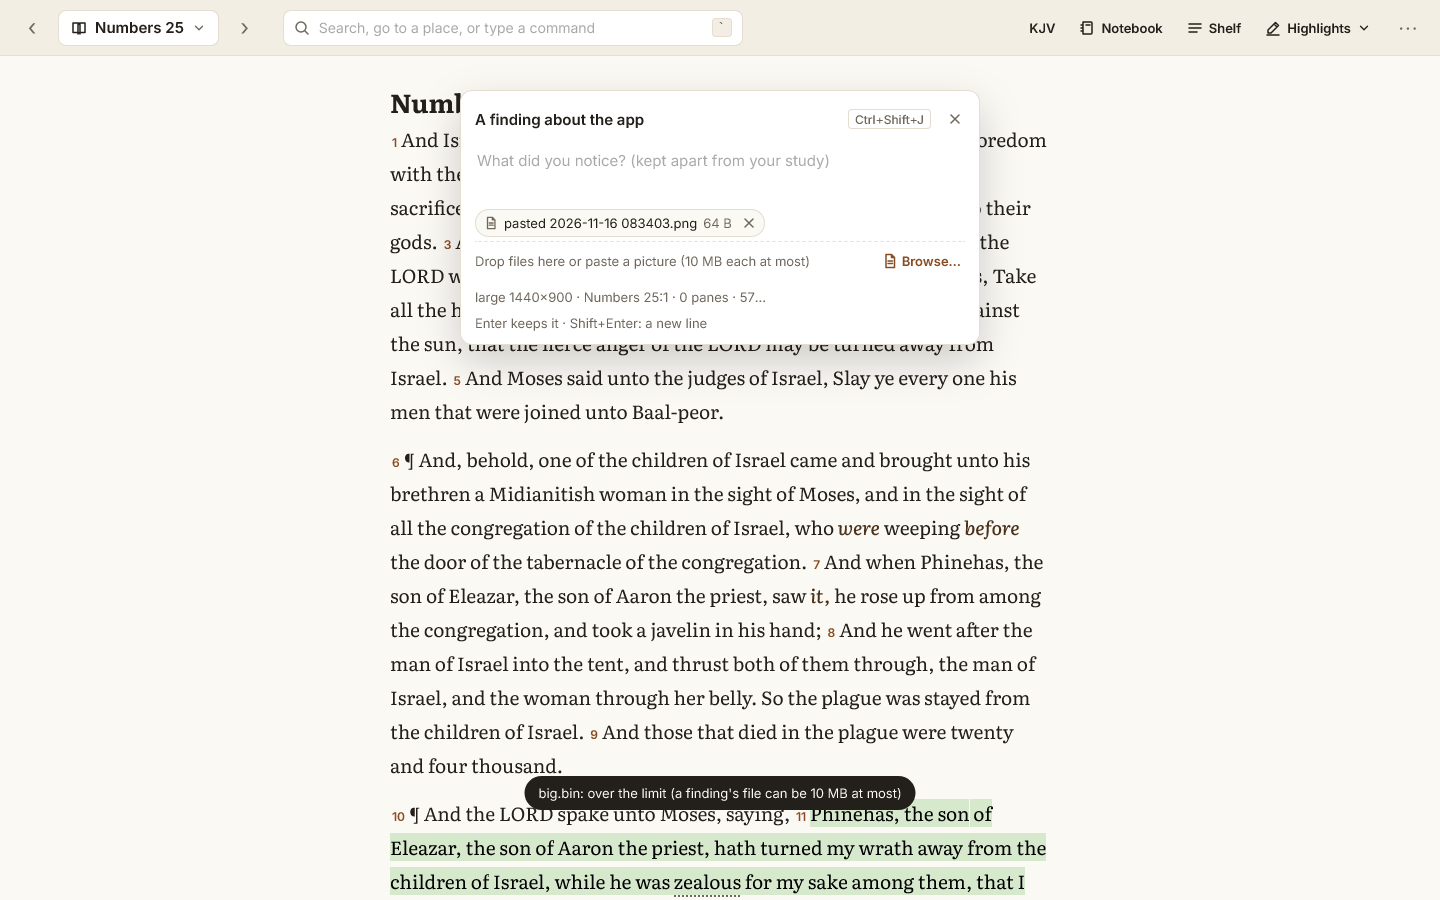 Numbers 25
Search, go to a place, or type a command
`
KJV
Notebook
Shelf
Highlights
Numb
A finding about the app
Ctrl+Shift+J
What did you notice? (kept apart from your study)
pasted 2026-11-16 083403.png 64 B
Drop files here or paste a picture (10 MB each at most)
Browse...
large 1440×900 · Numbers 25:1 · 0 panes · 57...
Enter keeps it · Shift+Enter: a new line
1 And Is oredom
with the
sacrifice their
gods. 3 the
LORD w s, Take
all the h ainst
the sun, that the fierce anger of the LORD may be turned away from
Israel. 5 And Moses said unto the judges of Israel, Slay ye every one his
men that were joined unto Baal-peor.
6 ¶ And, behold, one of the children of Israel came and brought unto his
brethren a Midianitish woman in the sight of Moses, and in the sight of
all the congregation of the children of Israel, who were weeping before
the door of the tabernacle of the congregation. 7 And when Phinehas, the
son of Eleazar, the son of Aaron the priest, saw it, he rose up from among
the congregation, and took a javelin in his hand; 8 And he went after the
man of Israel into the tent, and thrust both of them through, the man of
Israel, and the woman through her belly. So the plague was stayed from
the children of Israel. 9 And those that died in the plague were twenty
and four thousand.
big.bin: over the limit (a finding's file can be 10 MB at most)
10 ¶ And the LORD spake unto Moses, saying, 11 Phinehas, the son of
Eleazar, the son of Aaron the priest, hath turned my wrath away from the
children of Israel, while he was zealous for my sake among them, that I